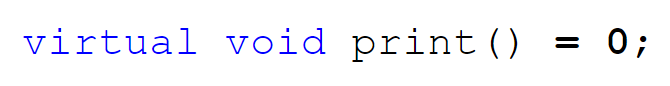 virtual void print() = 0;